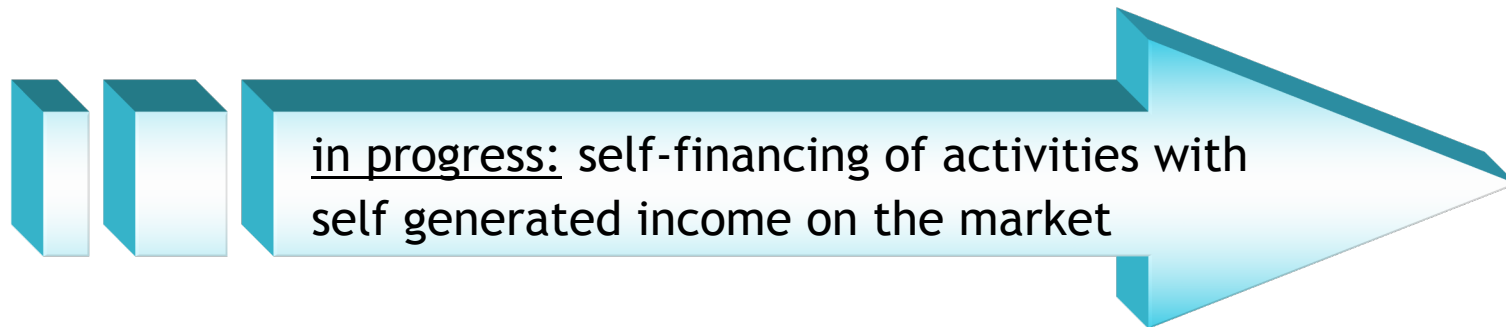 in progress: self-financing of activities with
self generated income on the market